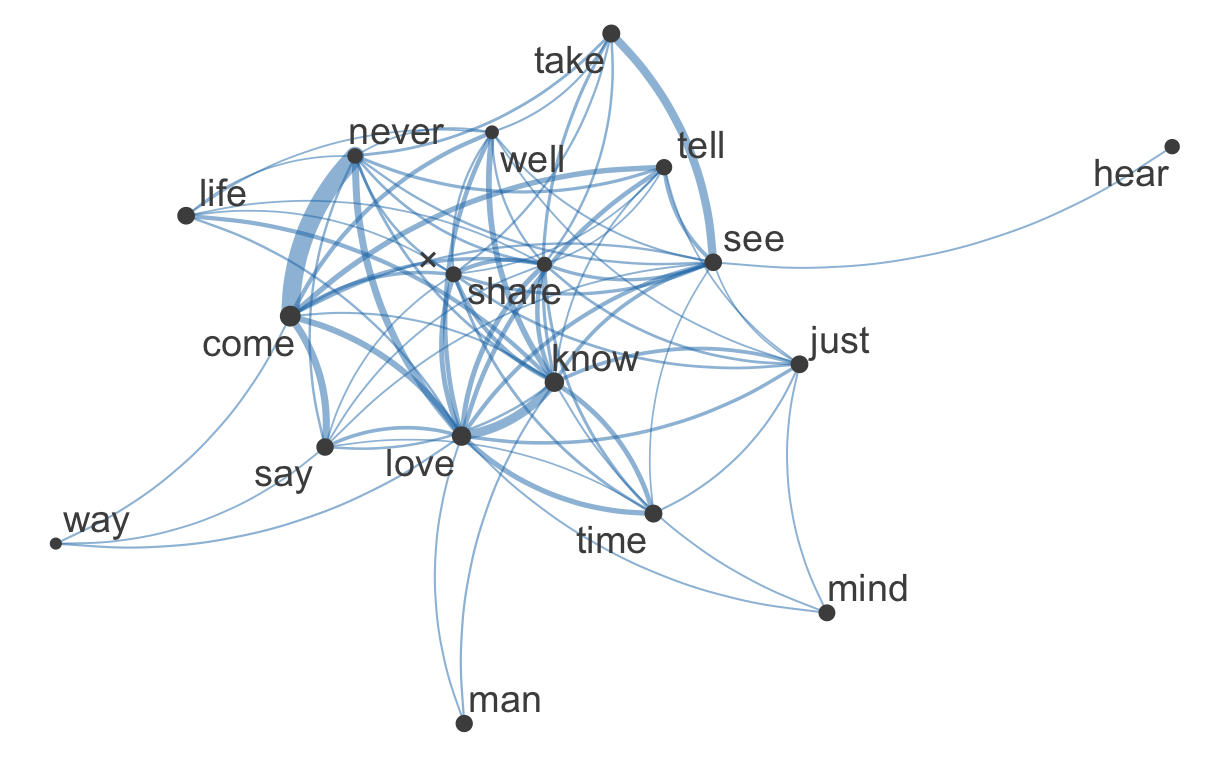 take
never
well
tell
hear
life
see
share
come
just
know
love
say
way
time
mind
man